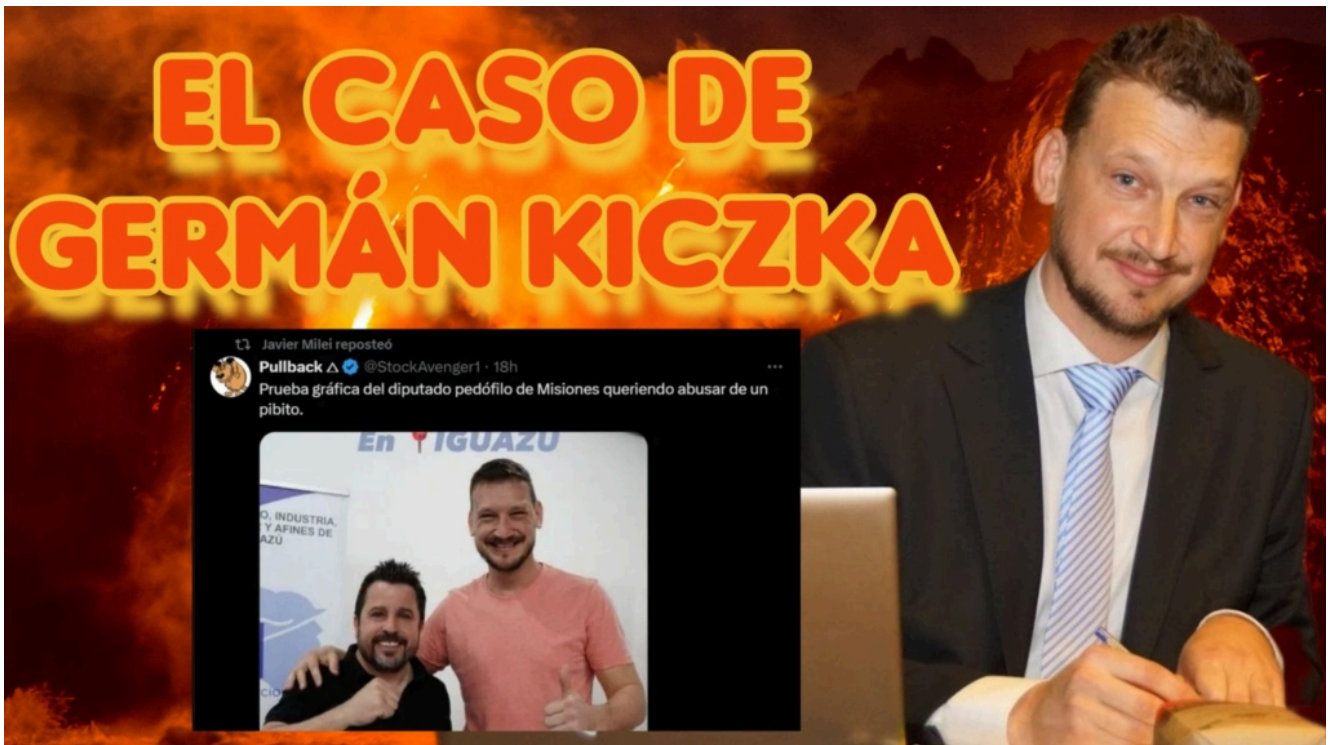 EL CASO DE
GERMÁN KICZKA
Javier Milei reposteó
Pullback @StockAvenger1 · 18h
Prueba gráfica del diputado pedófilo de Misiones queriendo abusar de un
pibito.
En IGUAZÚ
O, INDUSTRIA,
Y AFINES DE
AZÚ